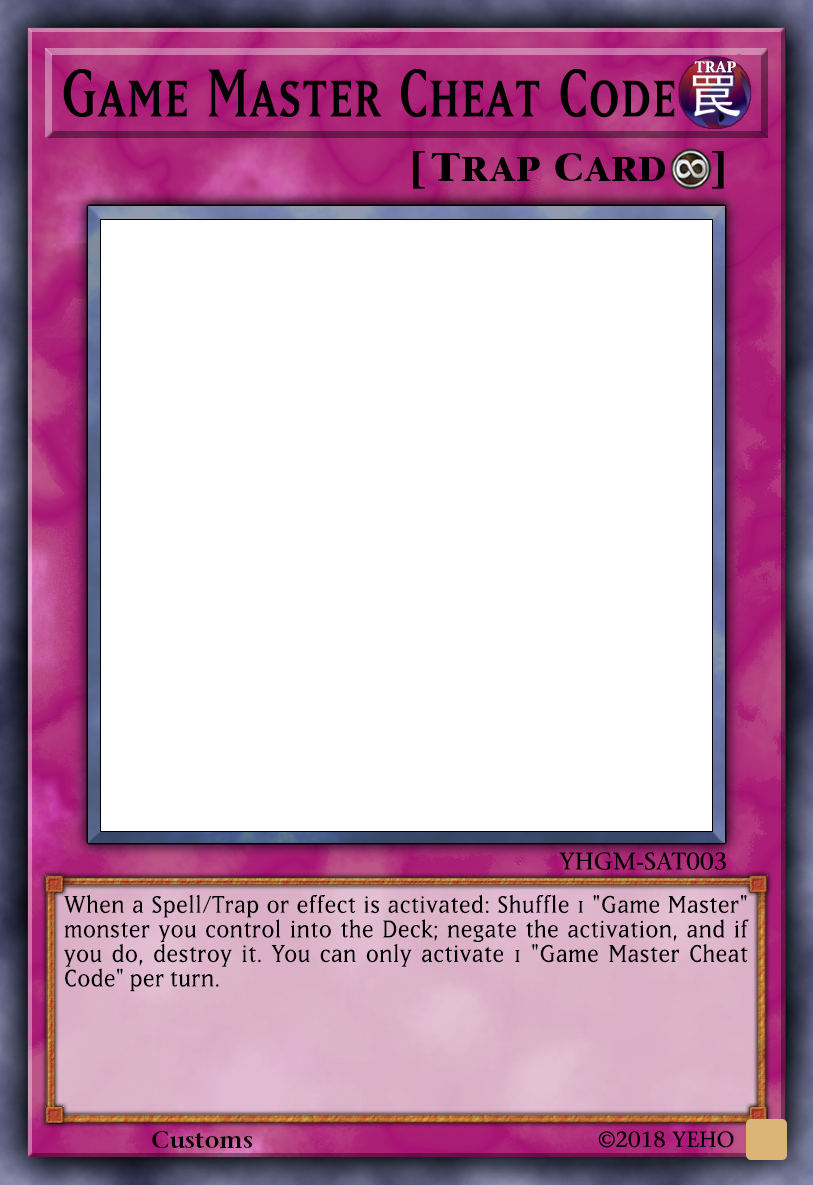 Game Master Cheat Code
TRAP
罠
[Trap Card♾]
YHGM-SAT003
When a Spell/Trap or effect is activated: Shuffle 1 "Game Master"
monster you control into the Deck; negate the activation, and if
you do, destroy it. You can only activate 1 "Game Master Cheat
Code" per turn.
Customs
©2018 YEHO